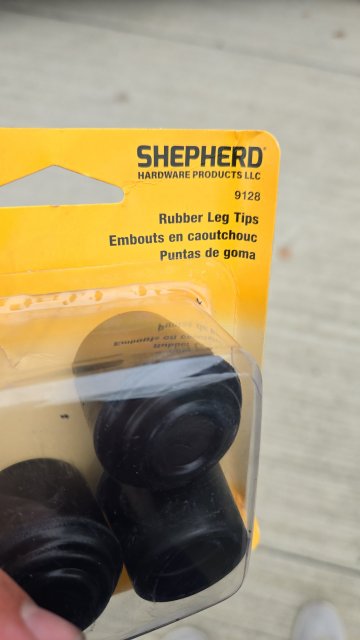 SHEPHERD
HARDWARE PRODUCTS LLC
9128
Rubber Leg Tips
Embouts en caoutchouc
Puntas de goma